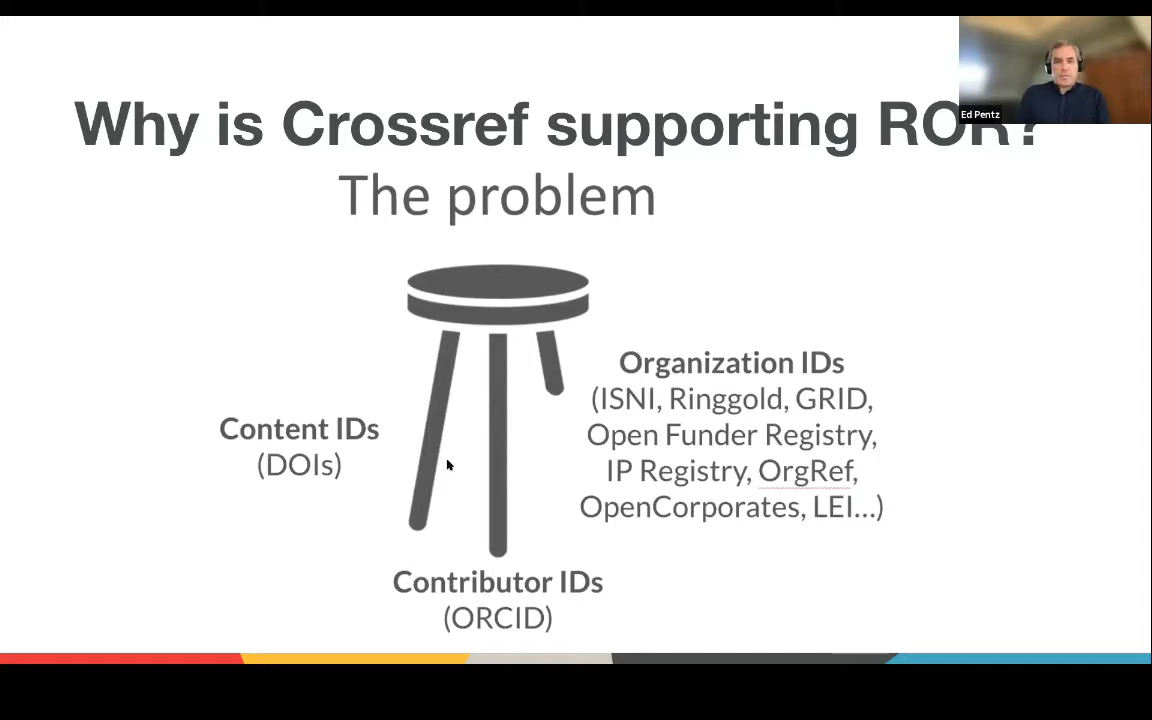 Why is Crossref supporting ROR?
Ed Pentz
The problem
Organization IDs
(ISNI, Ringgold, GRID,
Open Funder Registry,
IP Registry, OrgRef,
OpenCorporates, LEI...)
Content IDs
(DOIs)
Contributor IDs
(ORCID)